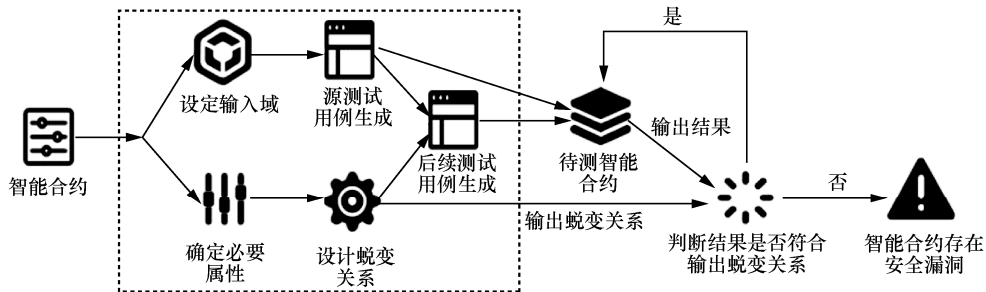 是
设定输入域
源测试
用例生成
输出结果
智能合约
后续测试
用例生成
待测智能
合约
否
输出蜕变关系
确定必要
属性
设计蜕变
关系
判断结果是否符合
输出蜕变关系
智能合约存在
安全漏洞